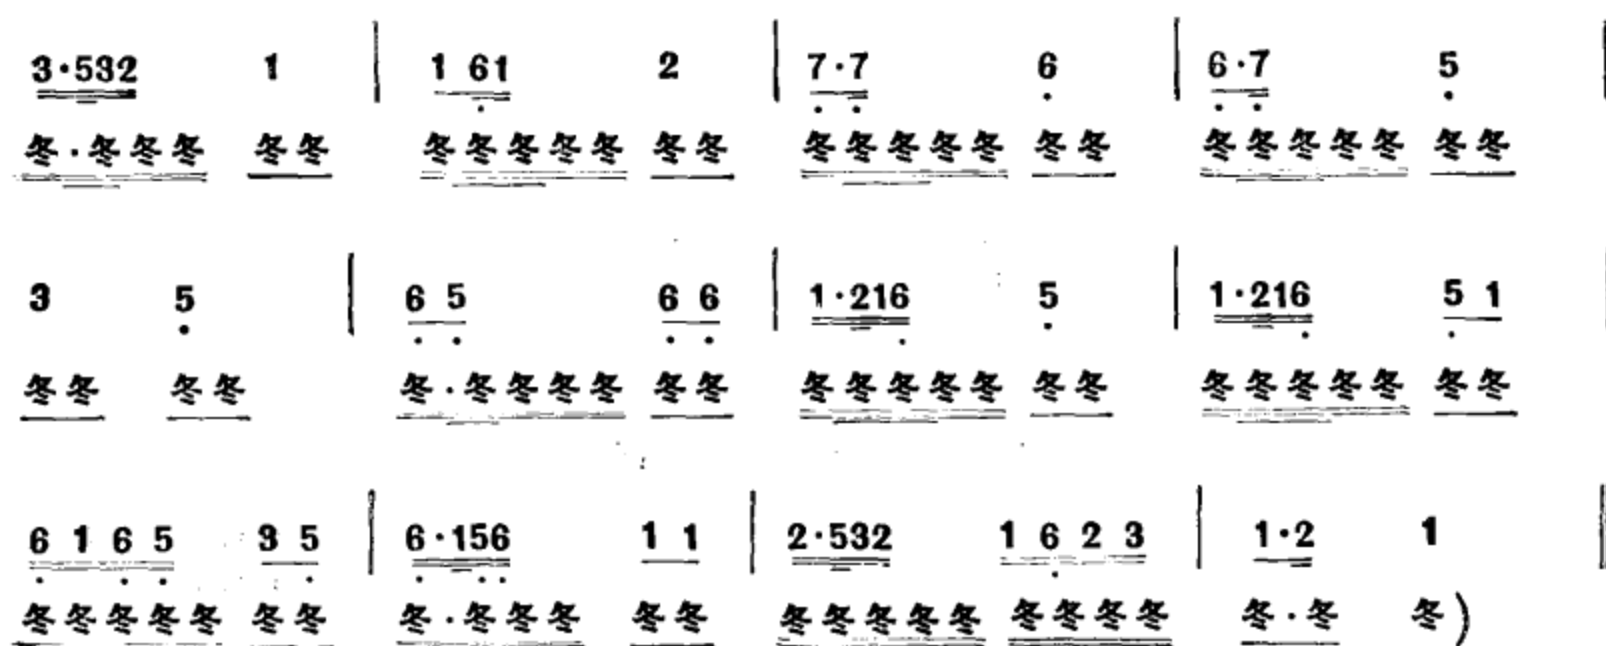 3·532 1 | 1 61 2 | 7·7 6 | 6·7 5 |
冬·冬冬冬 冬冬 冬冬冬冬冬 冬冬 冬冬冬冬冬 冬冬 冬冬冬冬冬 冬冬
3 5 | 6 5 6 6 | 1·216 5 | 1·216 5 1 |
冬冬 冬冬 冬·冬冬冬冬 冬冬 冬冬冬冬冬 冬冬 冬冬冬冬冬 冬冬
6 1 6 5 3 5 | 6·156 1 1 | 2·532 1 6 2 3 | 1·2 1 |
冬冬冬冬冬 冬冬 冬·冬冬冬 冬冬 冬冬冬冬冬 冬冬冬冬 冬·冬 冬)